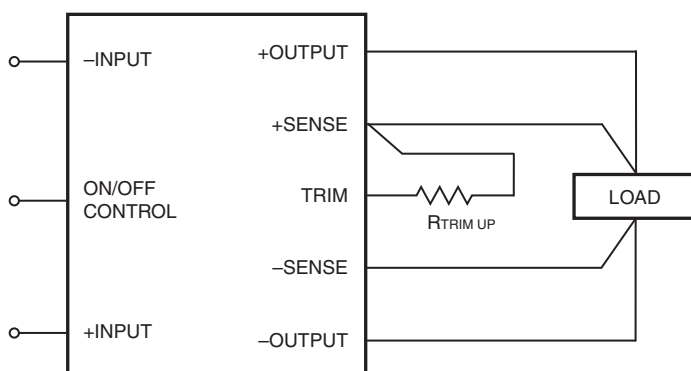 –INPUT
+OUTPUT
+SENSE
ON/OFF
CONTROL
TRIM
LOAD
RTRIM UP
–SENSE
+INPUT
–OUTPUT